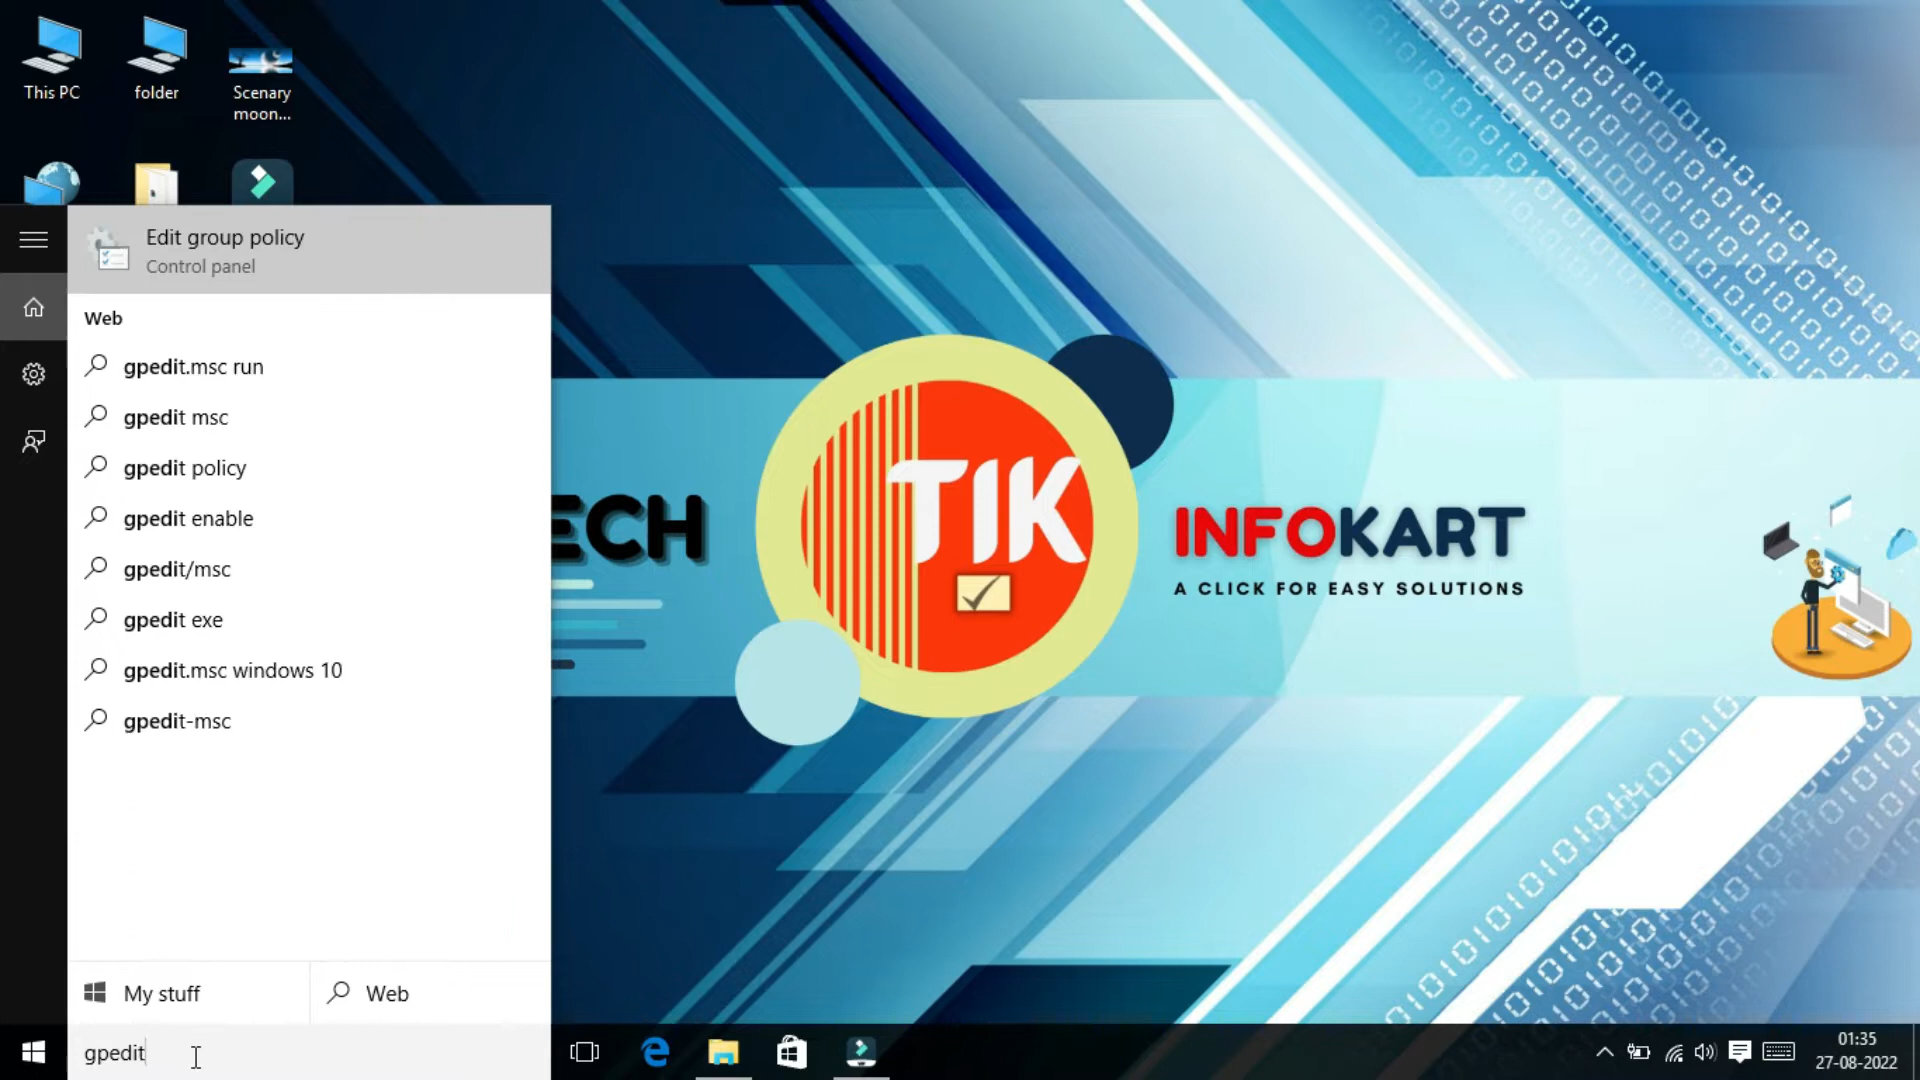 This PC
folder
Scenary
moon...
Edit group policy
Control panel
Web
gpedit.msc run
gpedit msc
gpedit policy
gpedit enable
gpedit/msc
gpedit exe
gpedit.msc windows 10
gpedit-msc
My stuff
Web
gpedit
ECH
TIK
INFOKART
A CLICK FOR EASY SOLUTIONS
01:35
27-08-2022